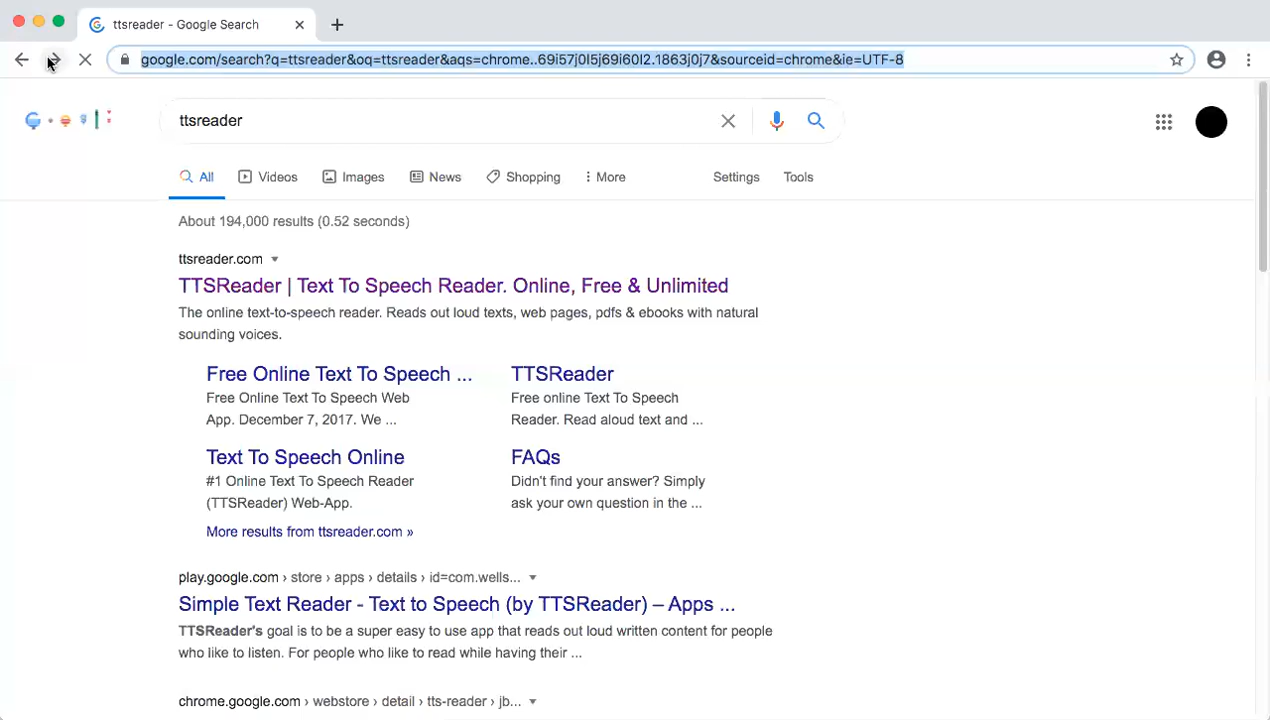 ttsreader - Google Search
google.com/search?q=ttsreader&oq=ttsreader&aqs=chrome..69i57j0l5j69i60l2.1863j0j7&sourceid=chrome&ie=UTF-8
ttsreader
All Videos Images News Shopping More Settings Tools
About 194,000 results (0.52 seconds)
ttsreader.com
TTSReader | Text To Speech Reader. Online, Free & Unlimited
The online text-to-speech reader. Reads out loud texts, web pages, pdfs & ebooks with natural
sounding voices.
Free Online Text To Speech ...
Free Online Text To Speech Web
App. December 7, 2017. We ...
TTSReader
Free online Text To Speech
Reader. Read aloud text and ...
Text To Speech Online
#1 Online Text To Speech Reader
(TTSReader) Web-App.
FAQs
Didn't find your answer? Simply
ask your own question in the ...
More results from ttsreader.com »
play.google.com › store › apps › details › id=com.wells...
Simple Text Reader - Text to Speech (by TTSReader) – Apps ...
TTSReader's goal is to be a super easy to use app that reads out loud written content for people
who like to listen. For people who like to read while having their ...
chrome.google.com › webstore › detail › tts-reader › jb...